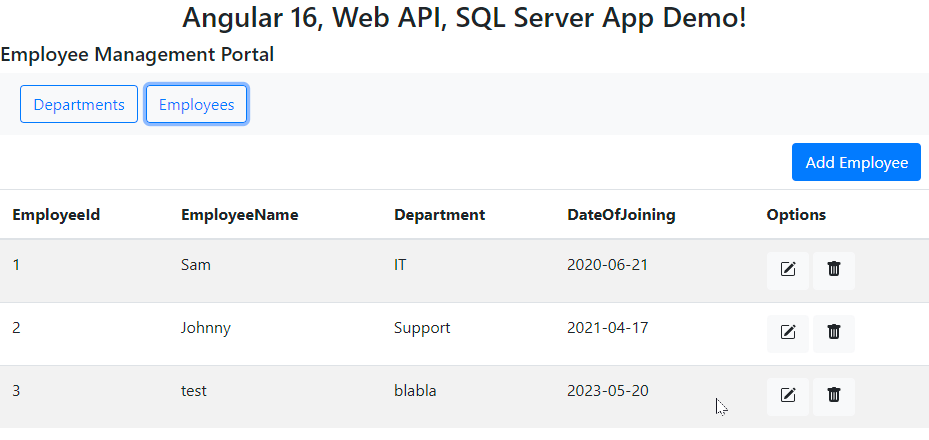 Angular 16, Web API, SQL Server App Demo!
Employee Management Portal
Departments Employees
Add Employee
EmployeeId EmployeeName Department DateOfJoining Options
1 Sam IT 2020-06-21
2 Johnny Support 2021-04-17
3 test blabla 2023-05-20